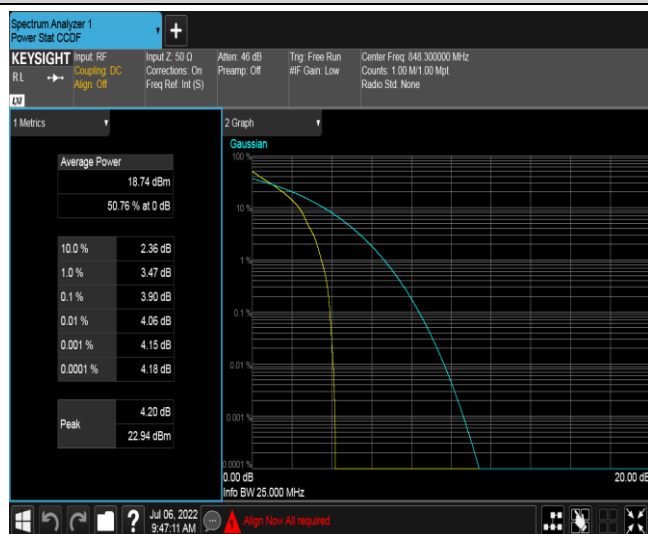 Spectrum Analyzer 1
Power Stat CCDF
+
KEYSIGHT
RL
LXI
Input: RF
Coupling: DC
Align: Off
Input Z: 50 Ω
Corrections: On
Freq Ref: Int (S)
Atten: 46 dB
Preamp: Off
Trig: Free Run
#IF Gain: Low
Center Freq: 848.300000 MHz
Counts: 1.00 M/1.00 Mpt
Radio Std: None
1 Metrics
Average Power
18.74 dBm
50.76 % at 0 dB
10.0 % 2.36 dB
1.0 % 3.47 dB
0.1 % 3.90 dB
0.01 % 4.06 dB
0.001 % 4.15 dB
0.0001 % 4.18 dB
Peak
4.20 dB
22.94 dBm
2 Graph
Gaussian
100 %
10 %
1 %
0.1 %
0.01 %
0.001 %
0.0001 %
0.00 dB
20.00 dB
Info BW 25.000 MHz
?
Jul 06, 2022
9:47:11 AM
Align Now All required